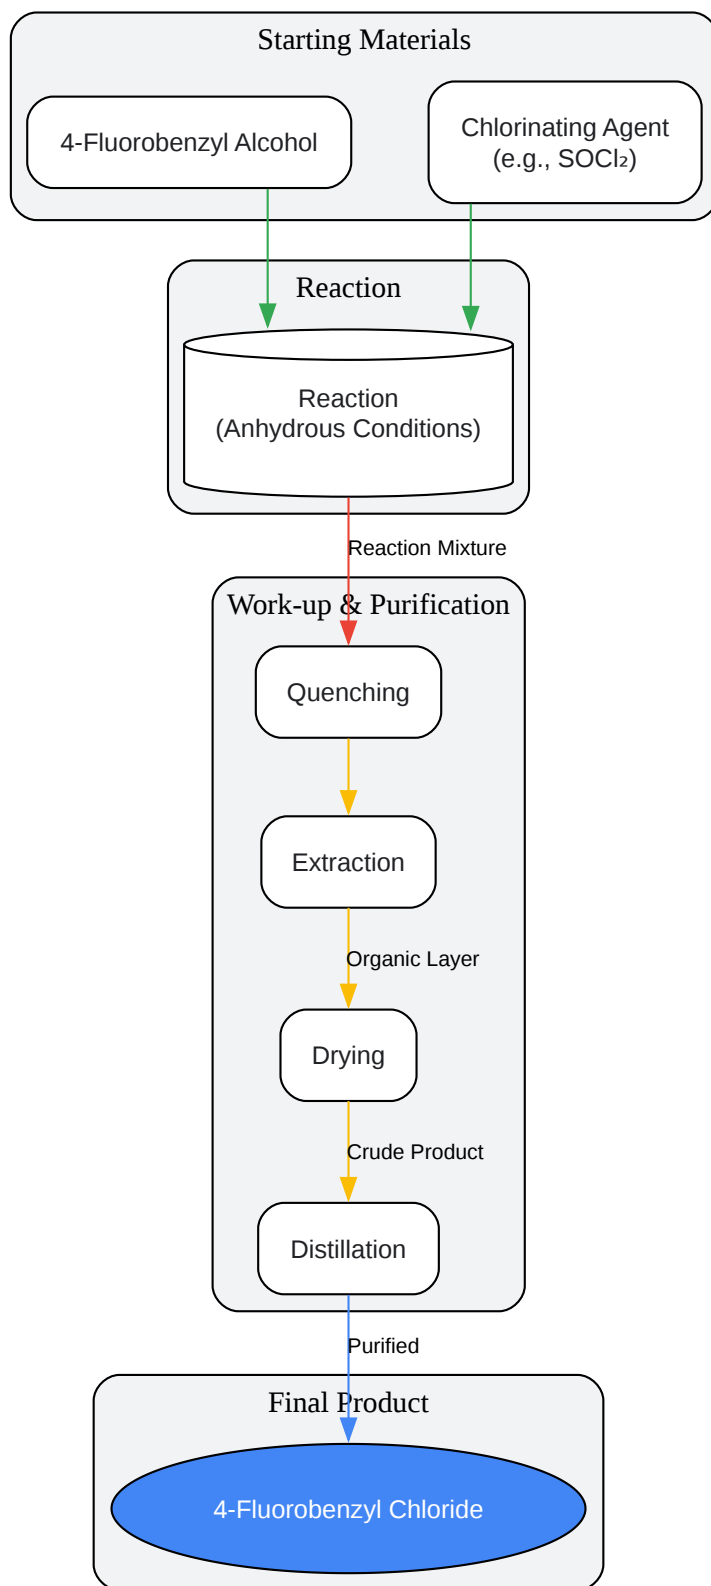 Starting Materials
4-Fluorobenzyl Alcohol
Chlorinating Agent
(e.g., SOCl₂)
Reaction
Reaction
(Anhydrous Conditions)
Reaction Mixture
Work-up & Purification
Quenching
Extraction
Organic Layer
Drying
Crude Product
Distillation
Purified
Final Product
4-Fluorobenzyl Chloride